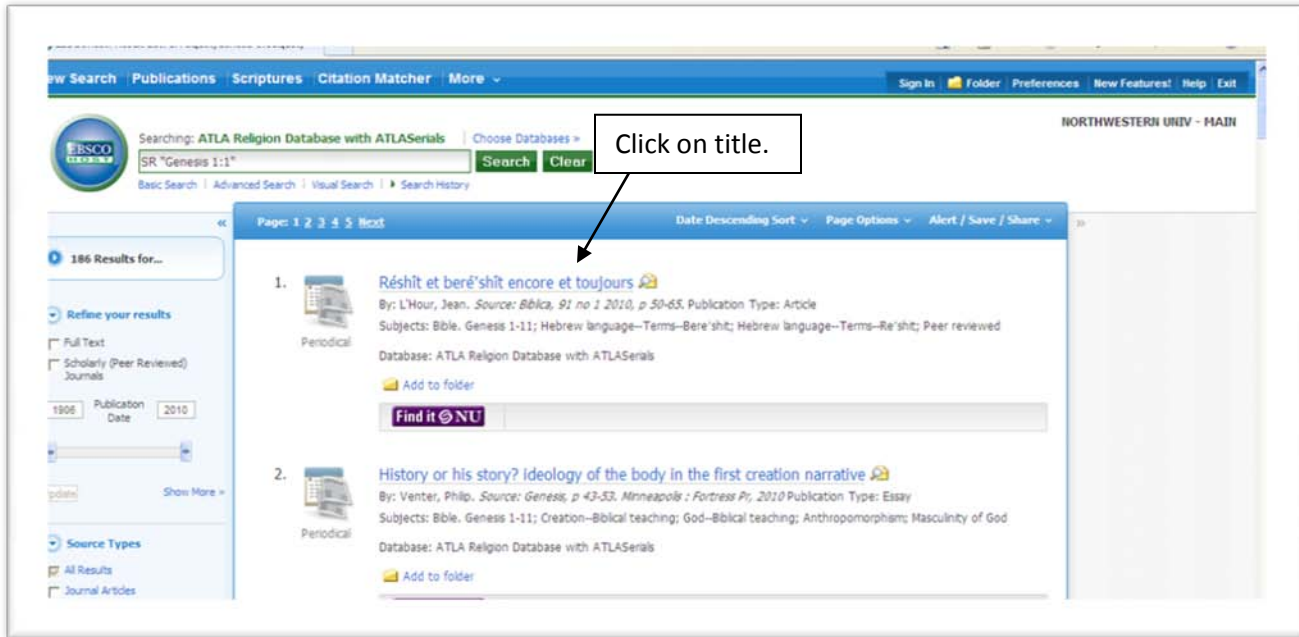 ew Search Publications Scriptures Citation Matcher More
Sign In Folder Preferences New Features! Help Exit
NORTHWESTERN UNIV - MAIN
EBSCO
HOST
Searching: ATLA Religion Database with ATLASerials Choose Databases »
SR "Genesis 1:1"
Search Clear
Click on title.
Basic Search | Advanced Search | Visual Search | Search History
«
Page: 1 2 3 4 5 Next
Date Descending Sort Page Options Alert / Save / Share
»
186 Results for...
Refine your results
Full Text
Scholarly (Peer Reviewed)
Journals
1906 Publication Date 2010
pdate Show More »
Source Types
All Results
Journal Articles
1.
Periodical
Réshît et beré'shît encore et toujours
By: L'Hour, Jean. Source: Biblica, 91 no 1 2010, p 50-65. Publication Type: Article
Subjects: Bible. Genesis 1-11; Hebrew language--Terms--Bere'shit; Hebrew language--Terms--Re'shit; Peer reviewed
Database: ATLA Religion Database with ATLASerials
Add to folder
Find it @ NU
2.
Periodical
History or his story? ideology of the body in the first creation narrative
By: Venter, Philip. Source: Genesis, p 43-53. Minneapolis : Fortress Pr, 2010 Publication Type: Essay
Subjects: Bible. Genesis 1-11; Creation--Biblical teaching; God--Biblical teaching; Anthropomorphism; Masculinity of God
Database: ATLA Religion Database with ATLASerials
Add to folder